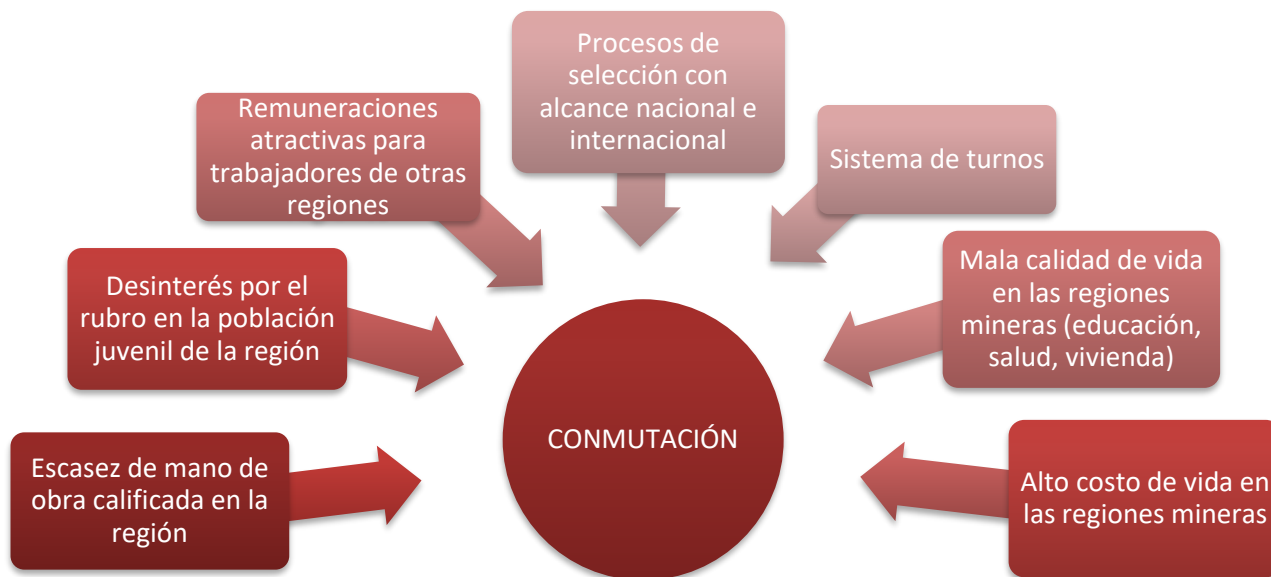 Procesos de
selección con
alcance nacional e
internacional
Remuneraciones
atractivas para
trabajadores de otras
regiones
Sistema de turnos
Desinterés por el
rubro en la población
juvenil de la región
Mala calidad de vida
en las regiones
mineras (educación,
salud, vivienda)
CONMUTACIÓN
Escasez de mano de
obra calificada en la
región
Alto costo de vida en
las regiones mineras